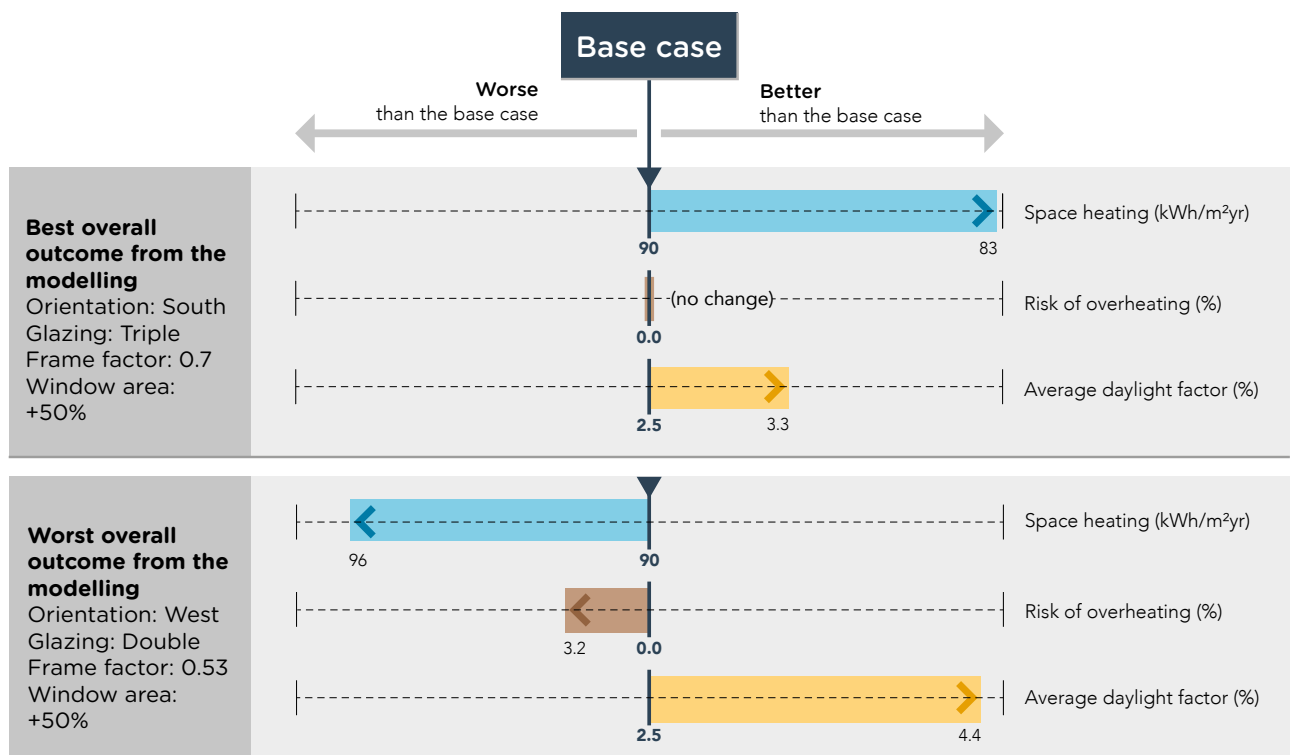 Base case
Worse
than the base case
Better
than the base case
Best overall
outcome from the
modelling
Orientation: South
Glazing: Triple
Frame factor: 0.7
Window area:
+50%
Space heating (kWh/m²yr)
90
83
(no change)
Risk of overheating (%)
0.0
Average daylight factor (%)
2.5
3.3
Worst overall
outcome from the
modelling
Orientation: West
Glazing: Double
Frame factor: 0.53
Window area:
+50%
Space heating (kWh/m²yr)
96
90
Risk of overheating (%)
3.2
0.0
Average daylight factor (%)
2.5
4.4